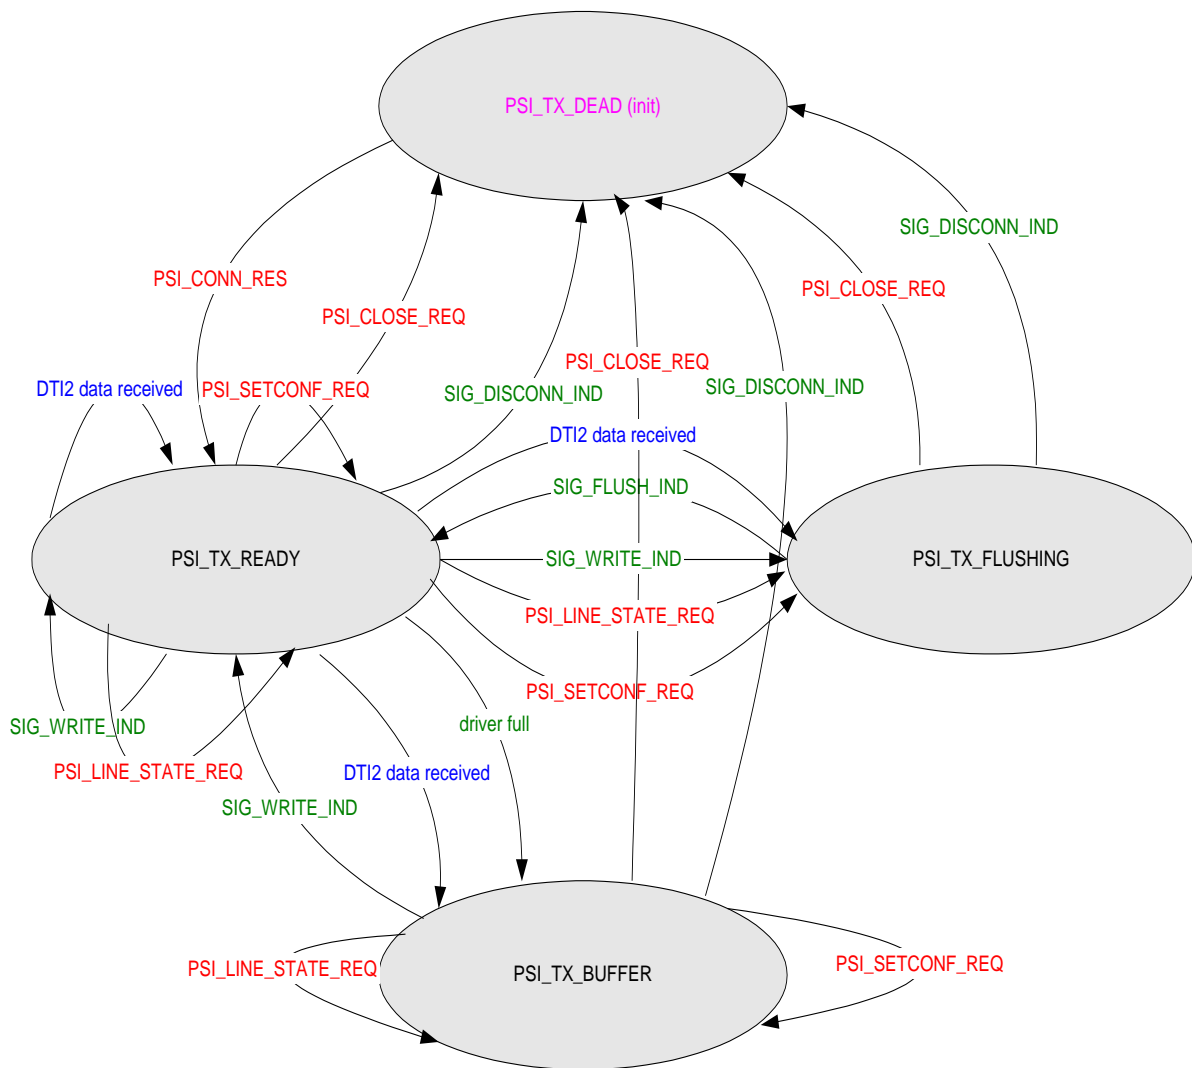 PSI_TX_DEAD (init)
SIG_DISCONN_IND
PSI_CONN_RES
PSI_CLOSE_REQ
PSI_CLOSE_REQ
PSI_CLOSE_REQ
DTI2 data received
PSI_SETCONF_REQ
SIG_DISCONN_IND
SIG_DISCONN_IND
DTI2 data received
SIG_FLUSH_IND
PSI_TX_READY
SIG_WRITE_IND
PSI_TX_FLUSHING
PSI_LINE_STATE_REQ
PSI_SETCONF_REQ
SIG_WRITE_IND
driver full
PSI_LINE_STATE_REQ
DTI2 data received
SIG_WRITE_IND
PSI_LINE_STATE_REQ
PSI_TX_BUFFER
PSI_SETCONF_REQ